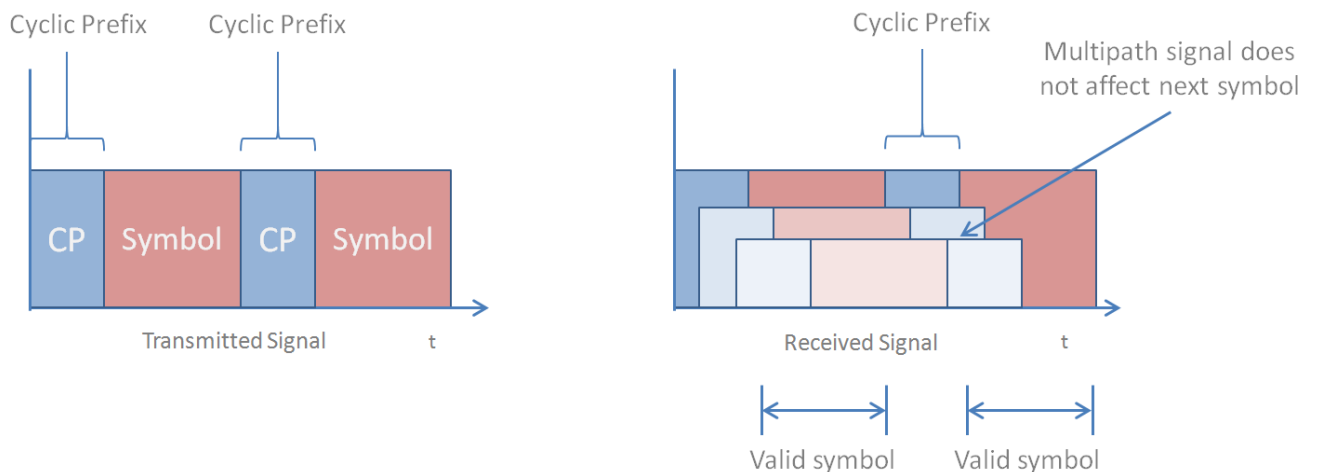 Cyclic Prefix
Cyclic Prefix
CP
Symbol
CP
Symbol
Transmitted Signal
t
Cyclic Prefix
Multipath signal does
not affect next symbol
Received Signal
t
Valid symbol
Valid symbol